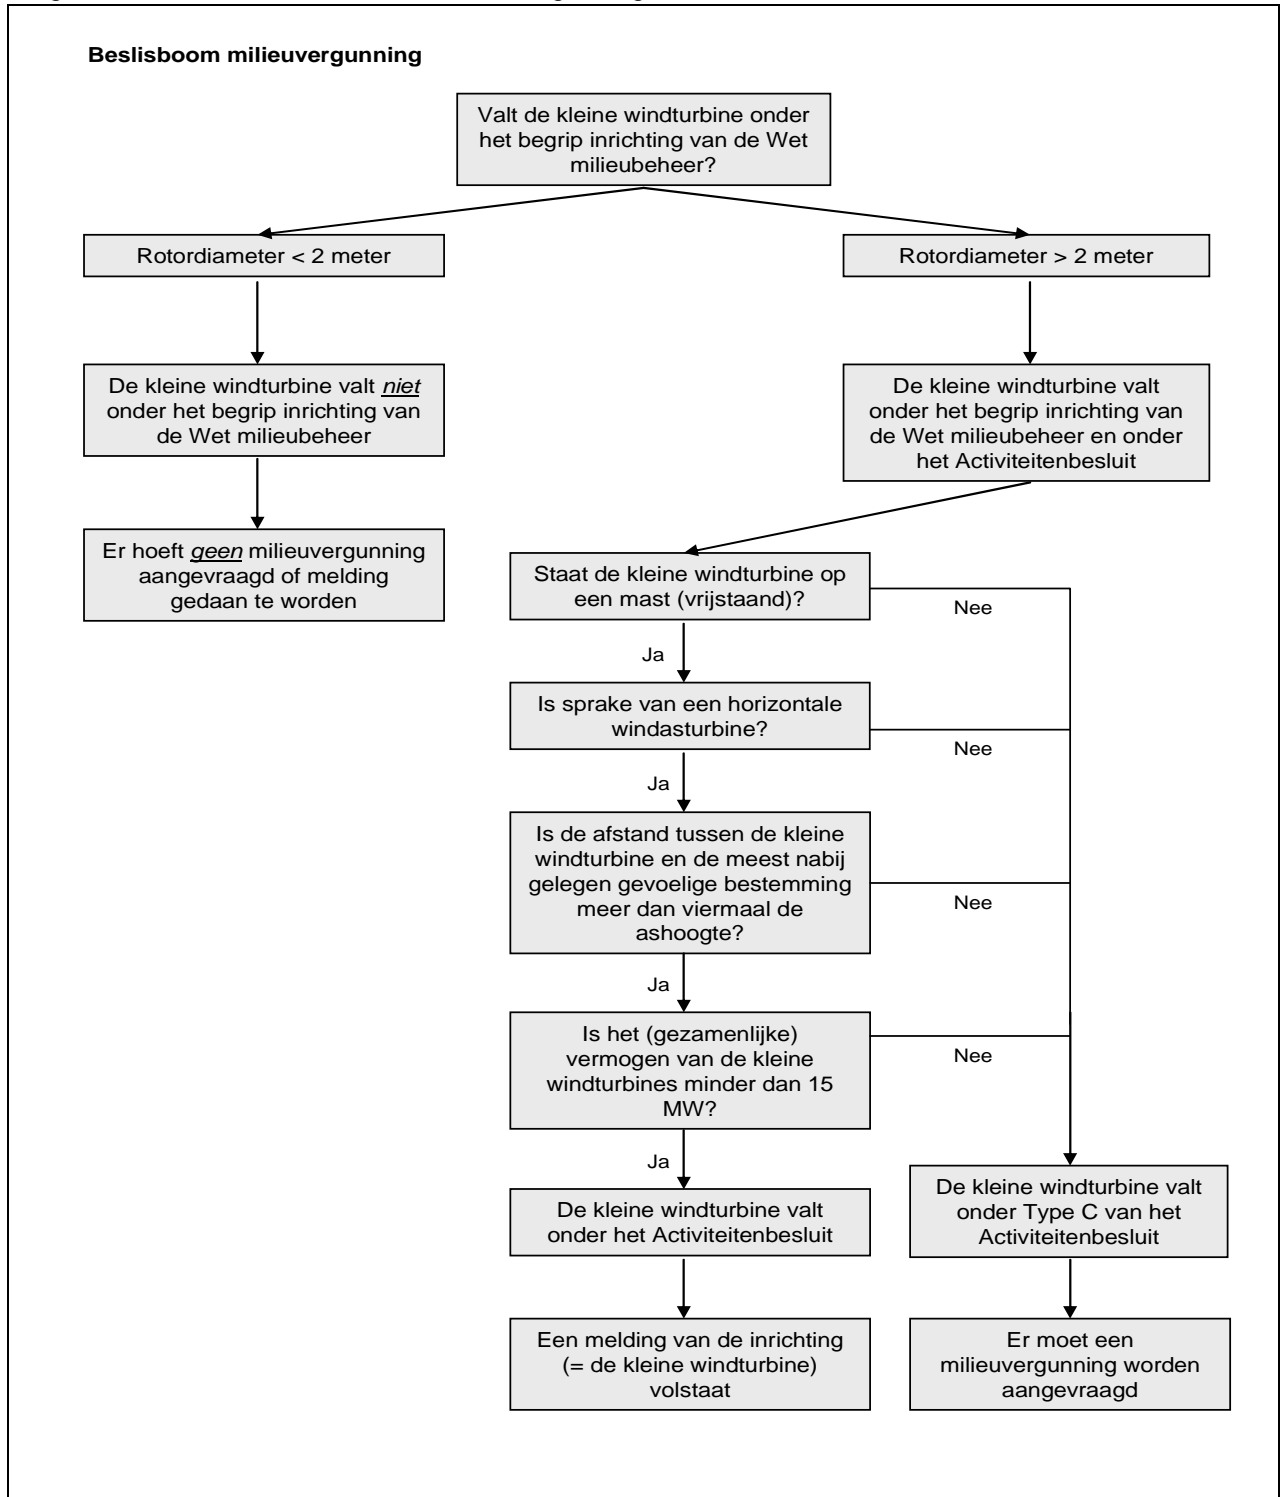 Beslisboom milieuvergunning
Valt de kleine windturbine onder
het begrip inrichting van de Wet
milieubeheer?
Rotordiameter < 2 meter
Rotordiameter > 2 meter
De kleine windturbine valt niet
onder het begrip inrichting van
de Wet milieubeheer
De kleine windturbine valt
onder het begrip inrichting van
de Wet milieubeheer en onder
het Activiteitenbesluit
Er hoeft geen milieuvergunning
aangevraagd of melding
gedaan te worden
Staat de kleine windturbine op
een mast (vrijstaand)?
Nee
Ja
Is sprake van een horizontale
windasturbine?
Nee
Ja
Is de afstand tussen de kleine
windturbine en de meest nabij
gelegen gevoelige bestemming
meer dan viermaal de
ashoogte?
Nee
Ja
Is het (gezamenlijke)
vermogen van de kleine
windturbines minder dan 15
MW?
Nee
Ja
De kleine windturbine valt
onder het Activiteitenbesluit
De kleine windturbine valt
onder Type C van het
Activiteitenbesluit
Een melding van de inrichting
(= de kleine windturbine)
volstaat
Er moet een
milieuvergunning worden
aangevraagd